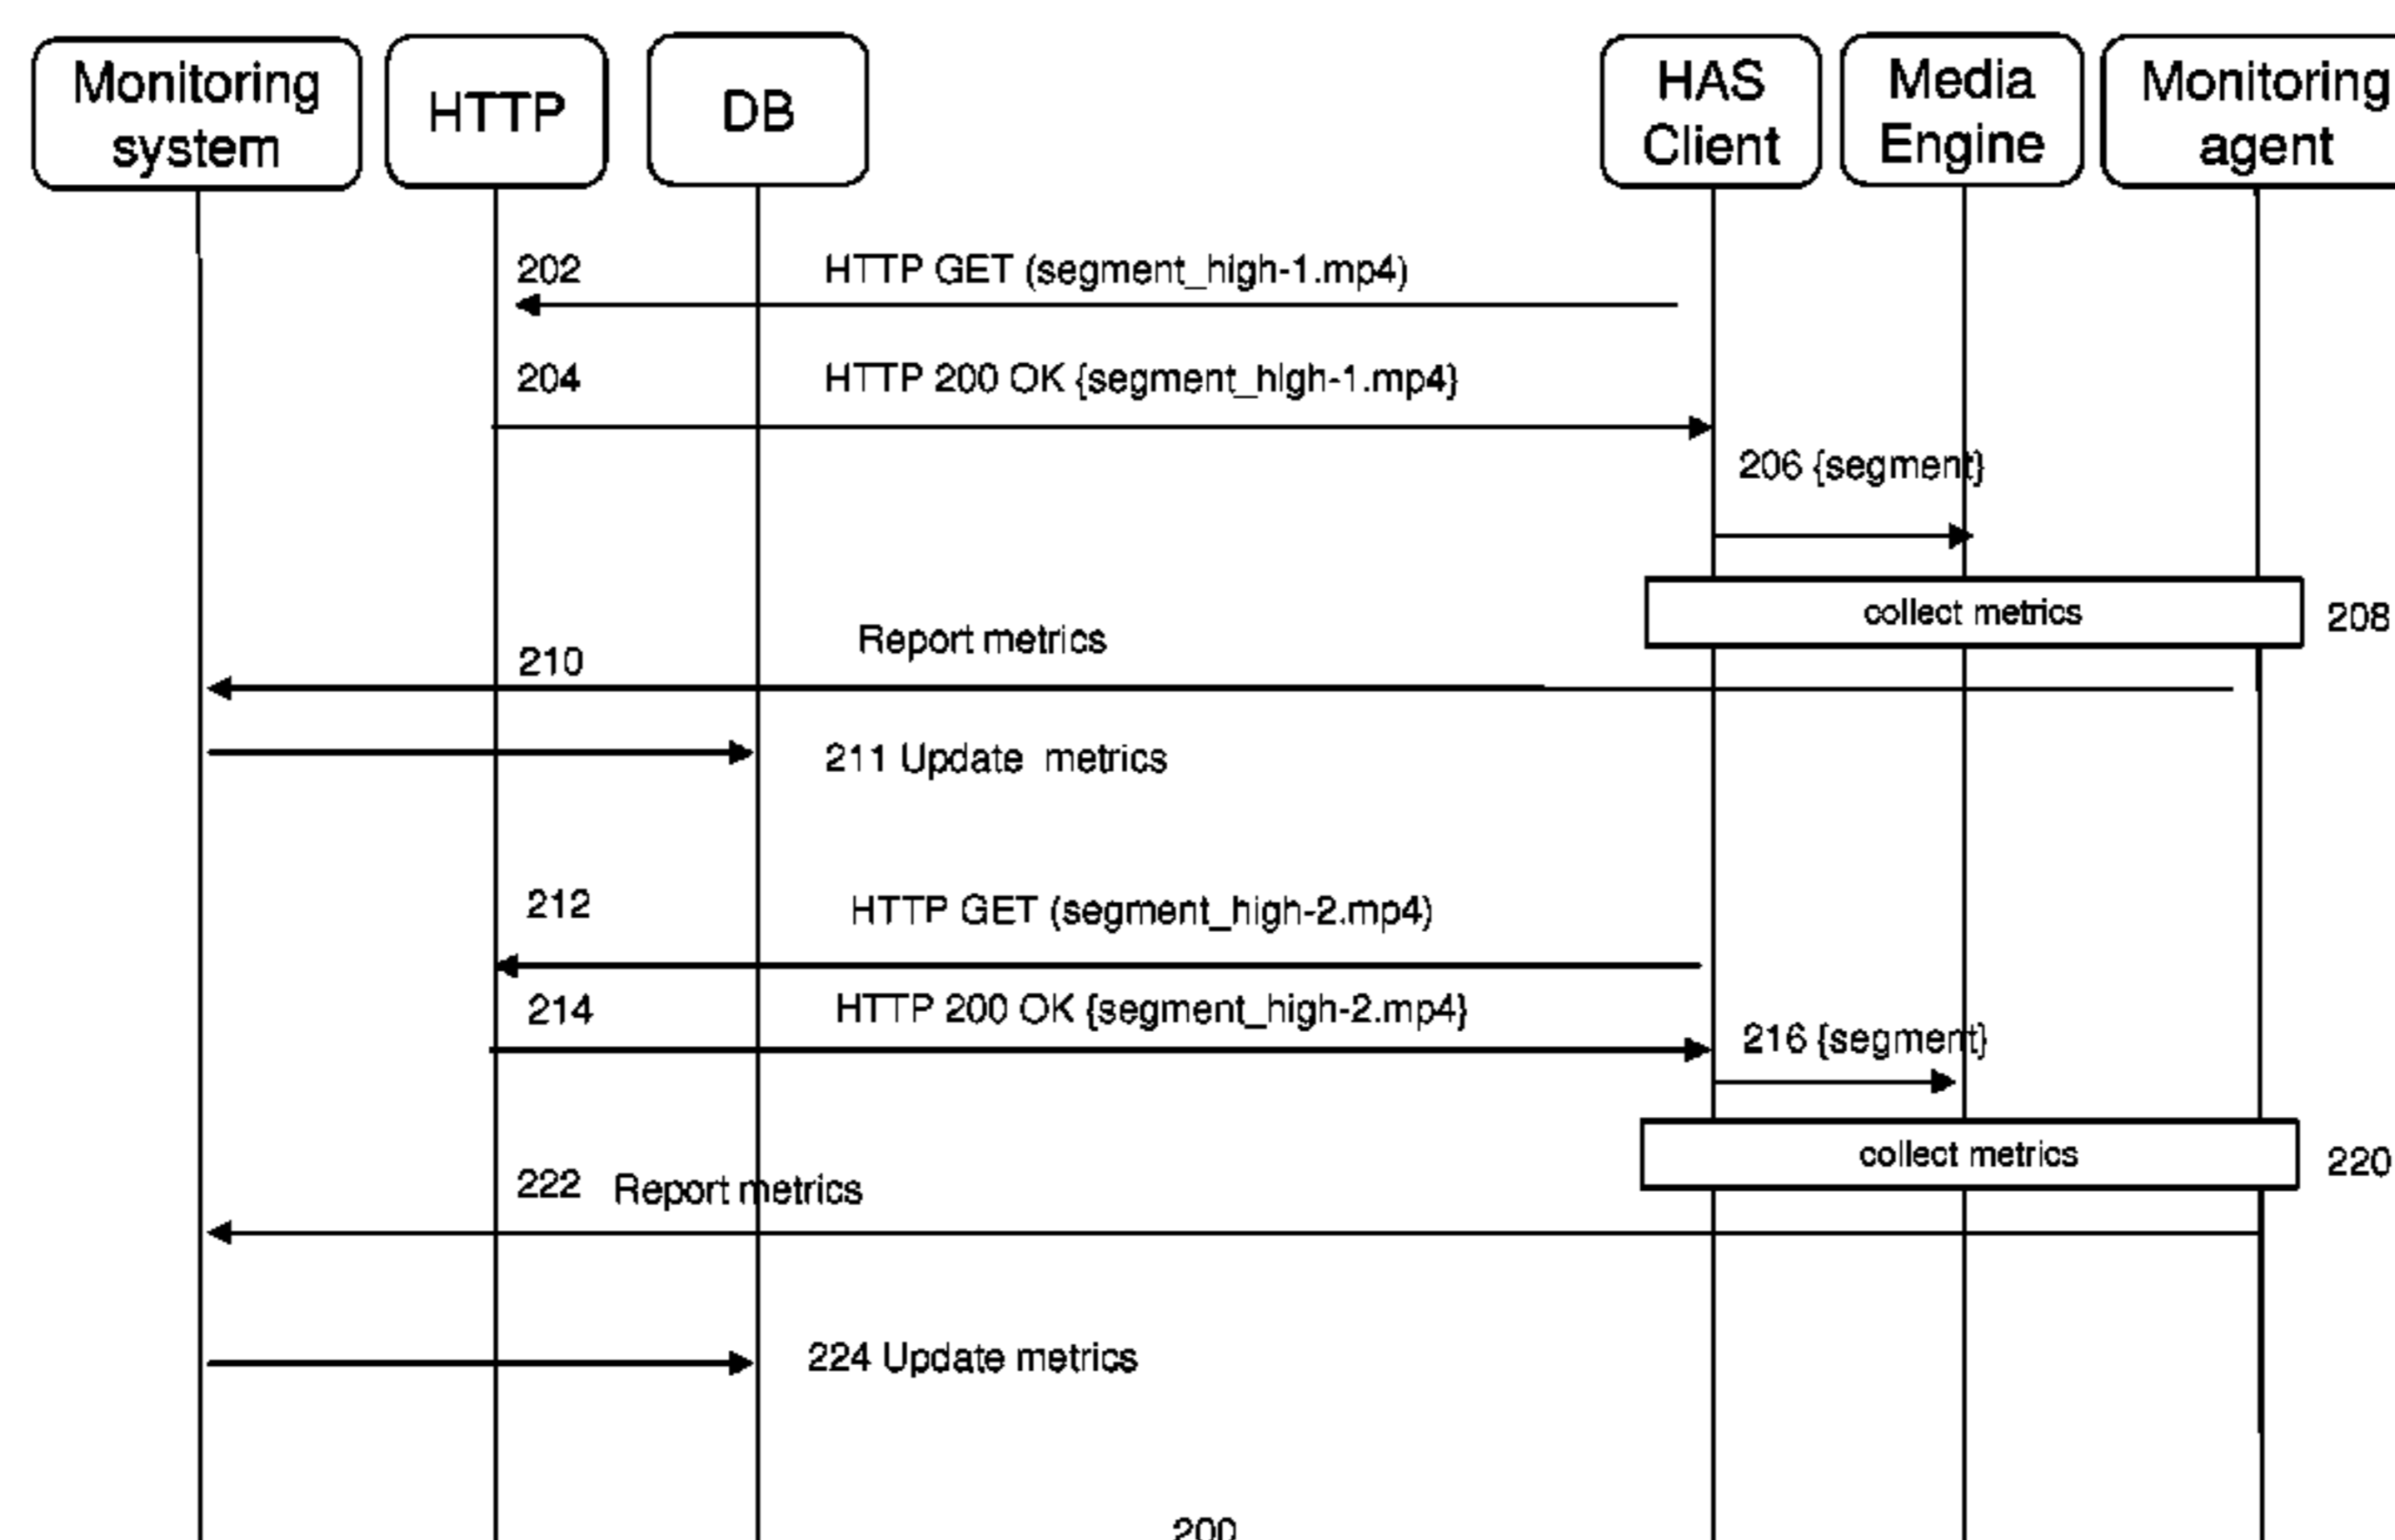 Monitoring
system
HTTP
DB
HAS
Client
Media
Engine
Monitoring
agent
202 HTTP GET (segment_high-1.mp4)
204 HTTP 200 OK {segment_high-1.mp4}
206 {segment}
collect metrics 208
210 Report metrics
211 Update metrics
212 HTTP GET (segment_high-2.mp4)
214 HTTP 200 OK {segment_high-2.mp4}
216 {segment}
collect metrics 220
222 Report metrics
224 Update metrics
200